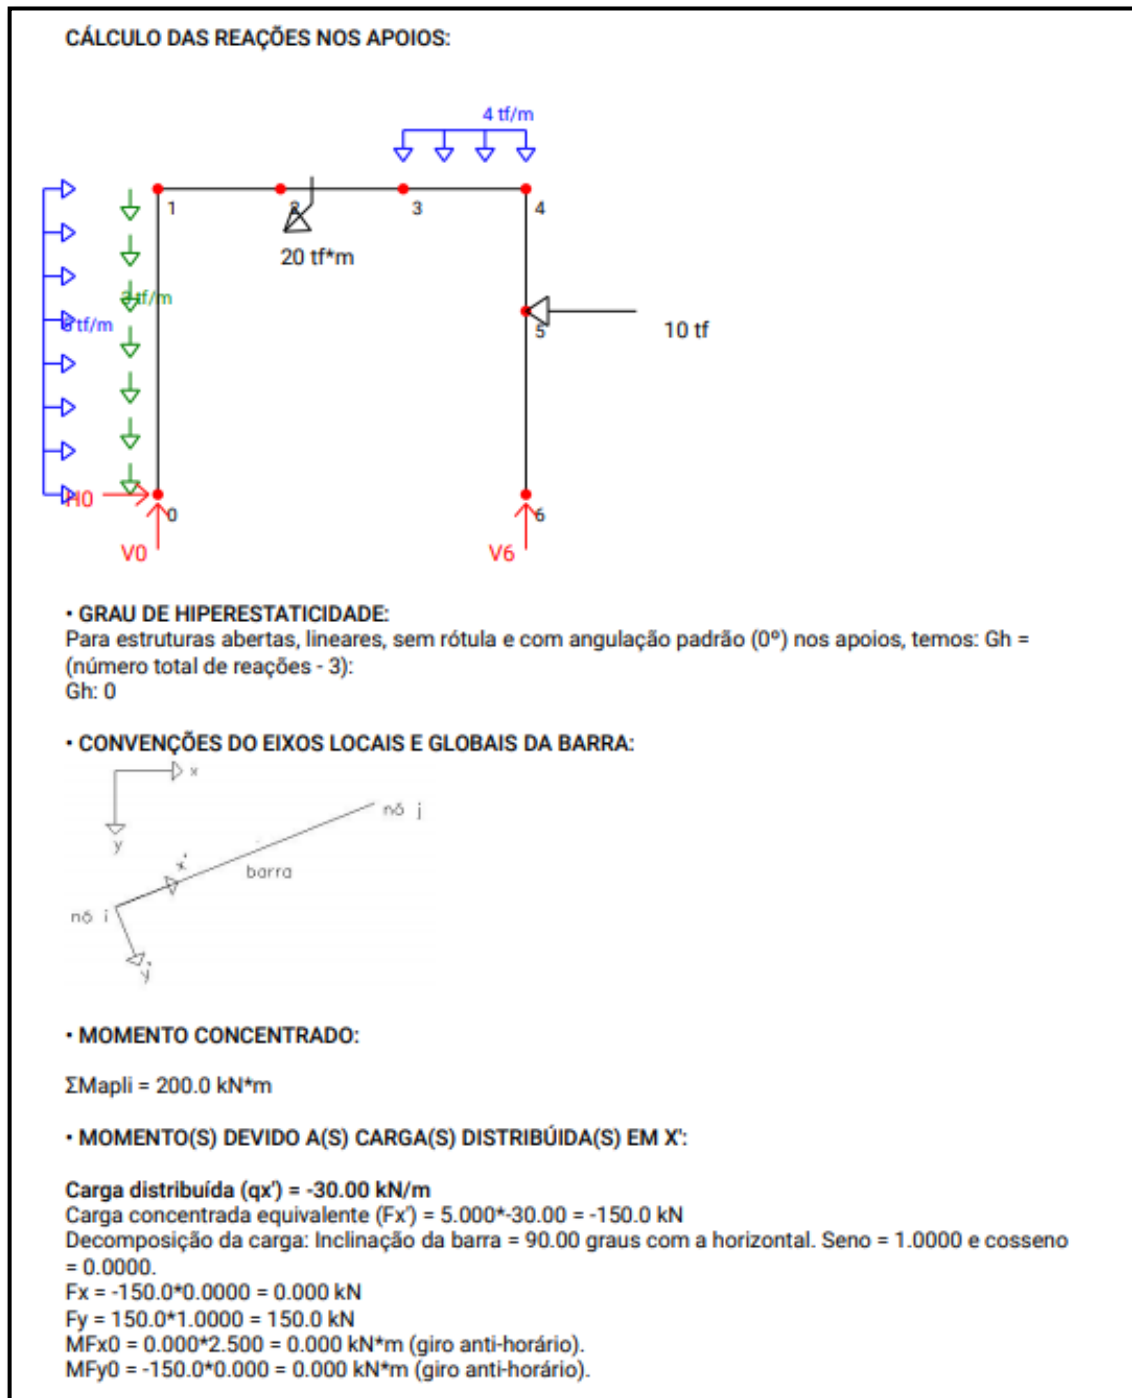 CÁLCULO DAS REAÇÕES NOS APOIOS:
4 tf/m
1
2
3
4
20 tf*m
tf/m
tf/m
5
10 tf
H0
0
6
V0
V6
• GRAU DE HIPERESTATICIDADE:
Para estruturas abertas, lineares, sem rótula e com angulação padrão (0º) nos apoios, temos: Gh =
(número total de reações - 3):
Gh: 0
• CONVENÇÕES DO EIXOS LOCAIS E GLOBAIS DA BARRA:
x
y
nó j
x'
barra
nó i
y'
• MOMENTO CONCENTRADO:
ΣMapli = 200.0 kN*m
• MOMENTO(S) DEVIDO A(S) CARGA(S) DISTRIBÚIDA(S) EM X':
Carga distribuída (qx') = -30.00 kN/m
Carga concentrada equivalente (Fx') = 5.000*-30.00 = -150.0 kN
Decomposição da carga: Inclinação da barra = 90.00 graus com a horizontal. Seno = 1.0000 e cosseno
= 0.0000.
Fx = -150.0*0.0000 = 0.000 kN
Fy = 150.0*1.0000 = 150.0 kN
MFx0 = 0.000*2.500 = 0.000 kN*m (giro anti-horário).
MFy0 = -150.0*0.000 = 0.000 kN*m (giro anti-horário).